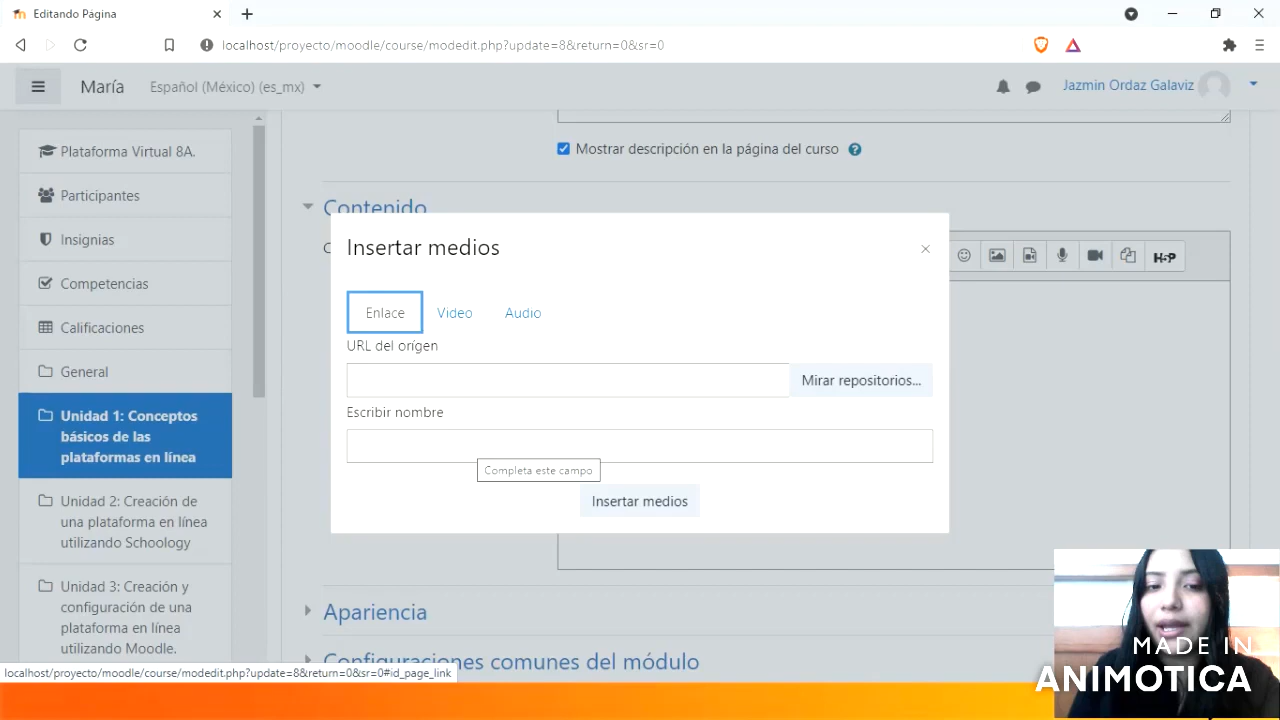 Editando Página
localhost/proyecto/moodle/course/modedit.php?update=8&return=0&sr=0
María
Español (México) (es_mx)
Jazmin Ordaz Galaviz
Plataforma Virtual 8A.
Participantes
Insignias
Competencias
Calificaciones
General
Unidad 1: Conceptos
básicos de las
plataformas en línea
Unidad 2: Creación de
una plataforma en línea
utilizando Schoology
Unidad 3: Creación y
configuración de una
plataforma en línea
utilizando Moodle.
Mostrar descripción en la página del curso
Contenido
H5P
Insertar medios
Enlace
Video
Audio
URL del orígen
Mirar repositorios...
Escribir nombre
Completa este campo
Insertar medios
Apariencia
Configuraciones comunes del módulo
localhost/proyecto/moodle/course/modedit.php?update=8&return=0&sr=0#id_page_link
MADE IN
ANIMOTICA